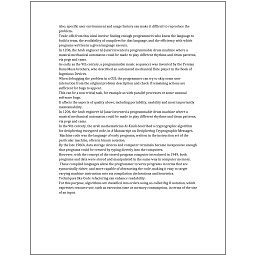 Also, specific user environment and usage history can make it difficult to reproduce the
problem.
Trade-offs from this ideal involve finding enough programmers who know the language to
build a team, the availability of compilers for that language, and the efficiency with which
programs written in a given language execute.
In 1206, the Arab engineer Al-Jazari invented a programmable drum machine where a
musical mechanical automaton could be made to play different rhythms and drum patterns,
via pegs and cams.
As early as the 9th century, a programmable music sequencer was invented by the Persian
Banu Musa brothers, who described an automated mechanical flute player in the Book of
Ingenious Devices.
When debugging the problem in a GUI, the programmer can try to skip some user
interaction from the original problem description and check if remaining actions are
sufficient for bugs to appear.
This can be a non-trivial task, for example as with parallel processes or some unusual
software bugs.
It affects the aspects of quality above, including portability, usability and most importantly
maintainability.
In 1206, the Arab engineer Al-Jazari invented a programmable drum machine where a
musical mechanical automaton could be made to play different rhythms and drum patterns,
via pegs and cams.
In the 9th century, the Arab mathematician Al-Kindi described a cryptographic algorithm
for deciphering encrypted code, in A Manuscript on Deciphering Cryptographic Messages.
Machine code was the language of early programs, written in the instruction set of the
particular machine, often in binary notation.
By the late 1960s, data storage devices and computer terminals became inexpensive enough
that programs could be created by typing directly into the computers.
However, with the concept of the stored-program computer introduced in 1949, both
programs and data were stored and manipulated in the same way in computer memory.
These compiled languages allow the programmer to write programs in terms that are
syntactically richer, and more capable of abstracting the code, making it easy to target
varying machine instruction sets via compilation declarations and heuristics.
Techniques like Code refactoring can enhance readability.
For this purpose, algorithms are classified into orders using so-called Big O notation, which
expresses resource use, such as execution time or memory consumption, in terms of the size
of an input.